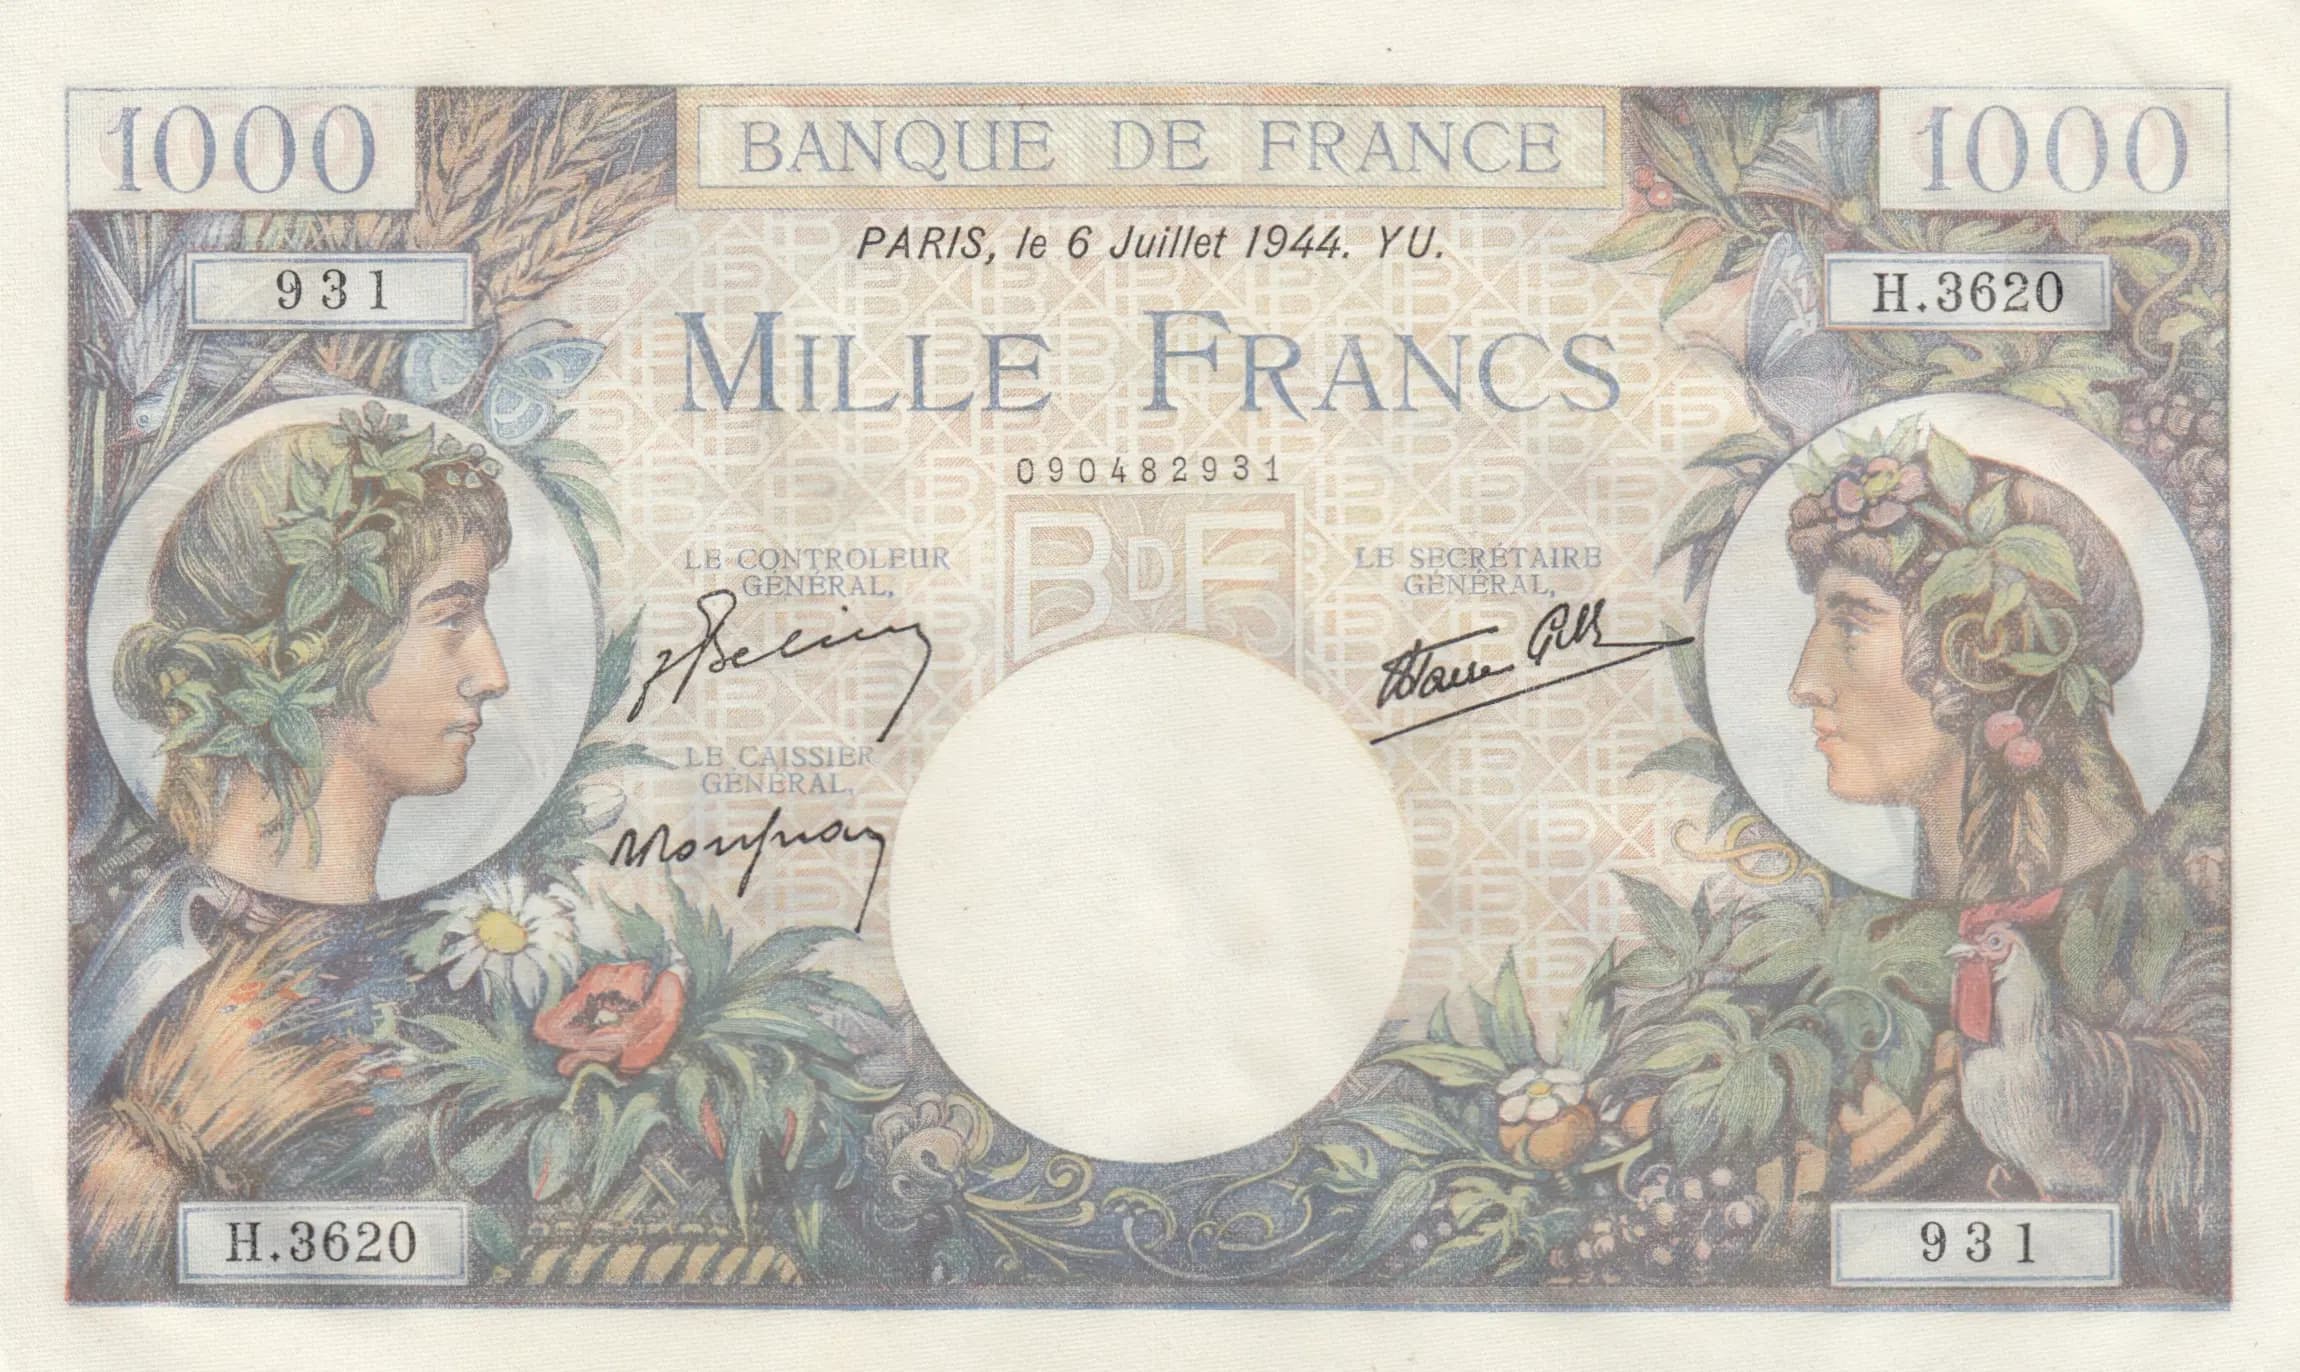 1000
BANQUE DE FRANCE
1000
PARIS, le 6 Juillet 1944. YU.
931
H.3620
MILLE FRANCS
090482931
BDF
LE CONTROLEUR
GÉNÉRAL,
LE SECRÉTAIRE
GÉNÉRAL,
LE CAISSIER
GÉNÉRAL,
H.3620
931